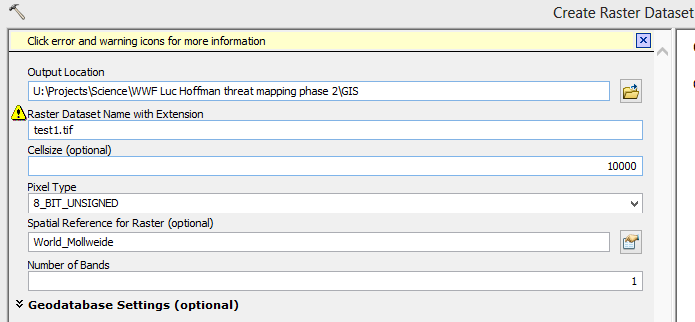 Create Raster Dataset
Click error and warning icons for more information
Output Location
U:\Projects\Science\WWF Luc Hoffman threat mapping phase 2\GIS
Raster Dataset Name with Extension
test1.tif
Cellsize (optional)
10000
Pixel Type
8_BIT_UNSIGNED
Spatial Reference for Raster (optional)
World_Mollweide
Number of Bands
1
Geodatabase Settings (optional)